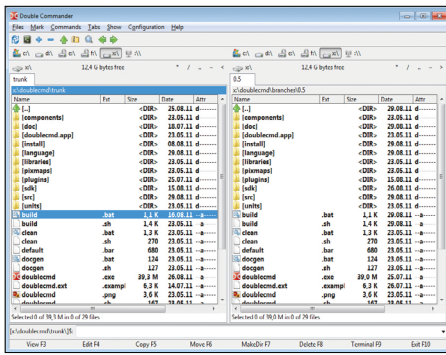 Double Commander
Files Mark Commands Tabs Show Configuration Help
x:\ 12,4 G bytes free * / .. ~ <
x:\ 12,4 G bytes free * / .. ~
trunk
0.5
x:\doublecmd\trunk
x:\doublecmd\branches\0.5
Name Ext Size Date Attr
Name Ext Size Date Attr
[..] <DIR> 25.08.11 d------
[..] <DIR> 29.08.11 d------
[components] <DIR> 23.05.11 d------
[components] <DIR> 23.05.11 d------
[doc] <DIR> 18.07.11 d------
[doc] <DIR> 29.08.11 d------
[doublecmd.app] <DIR> 23.05.11 d------
[doublecmd.app] <DIR> 23.05.11 d------
[install] <DIR> 08.08.11 d------
[install] <DIR> 29.08.11 d------
[language] <DIR> 29.08.11 d------
[language] <DIR> 29.08.11 d------
[libraries] <DIR> 23.05.11 d------
[libraries] <DIR> 23.05.11 d------
[pixmaps] <DIR> 23.05.11 d------
[pixmaps] <DIR> 23.05.11 d------
[plugins] <DIR> 25.07.11 d------
[plugins] <DIR> 29.08.11 d------
[sdk] <DIR> 15.08.11 d------
[sdk] <DIR> 15.08.11 d------
[src] <DIR> 29.08.11 d------
[src] <DIR> 29.08.11 d------
[units] <DIR> 23.05.11 d------
[units] <DIR> 23.05.11 d------
build .bat 1,1 K 16.08.11 --a----
build .bat 1,1 K 29.08.11 --a----
build .sh 1,4 K 29.08.11 a
build .sh 1,4 K 29.08.11 a
clean .bat 1,3 K 23.05.11 --a----
clean .bat 1,3 K 23.05.11 --a----
clean .sh 270 23.05.11
clean .sh 270 23.05.11
default .bar 680 23.05.11
default .bar 680 23.05.11
docgen .bat 124 23.05.11 --a----
docgen .bat 124 23.05.11 --a----
docgen .sh 127 23.05.11
docgen .sh 127 23.05.11
doublecmd .exe 39,3 M 29.08.11
doublecmd .exe 39,0 M 25.07.11
doublecmd.ext .exampl 6,3 K 14.07.11
doublecmd.ext .exampl 6,3 K 26.07.11
doublecmd .png 3,6 K 23.05.11
doublecmd .png 3,6 K 23.05.11
doublecmd .sh 167 23.05.11
doublecmd .sh 167 23.05.11
Selected 0 of 39,3 M in 0 of 29 files
Selected 0 of 39,0 M in 0 of 29 files
[x:\doublecmd\trunk\]$:
View F3 Edit F4 Copy F5 Move F6 MakeDir F7 Delete F8 Terminal F9 Exit F10